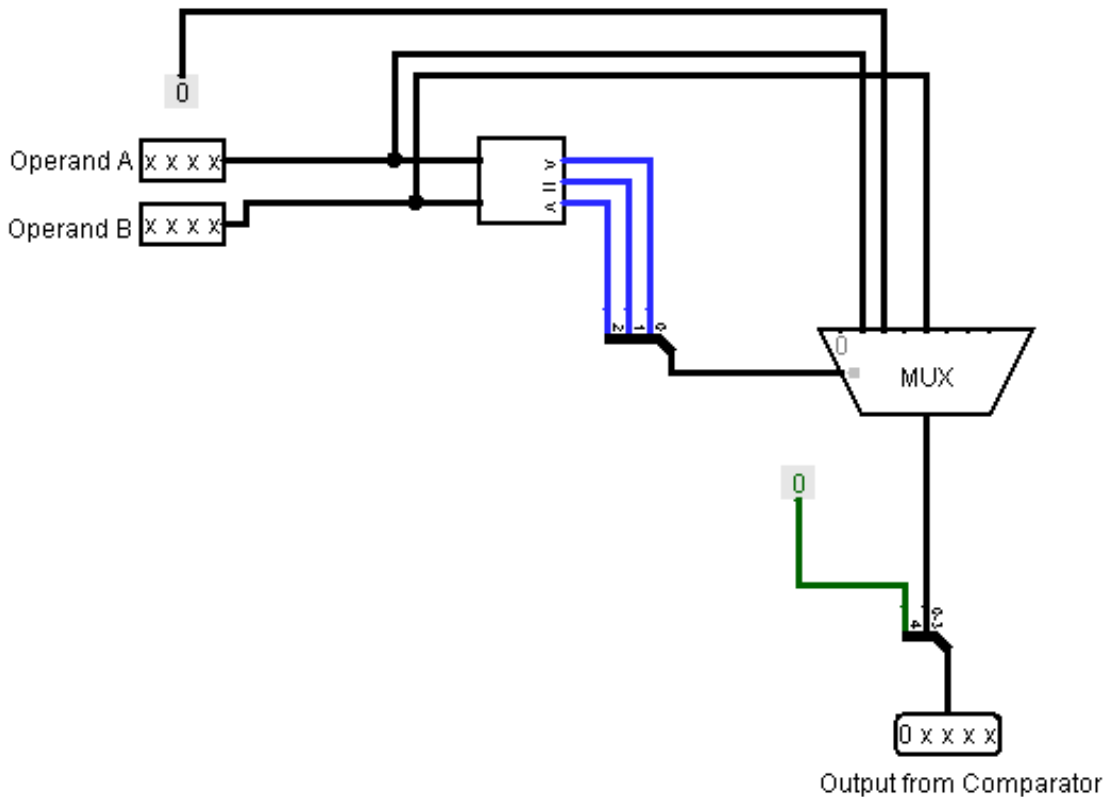 0
Operand A
x x x x
Operand B
x x x x
>
=
<
2 1 0
0
MUX
0
4 0-3
0 x x x x
Output from Comparator